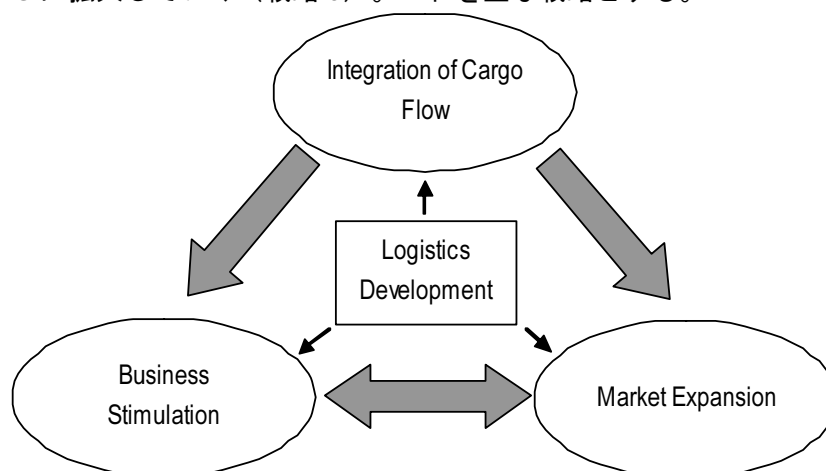 Integration of Cargo
Flow
Logistics
Development
Business
Stimulation
Market Expansion